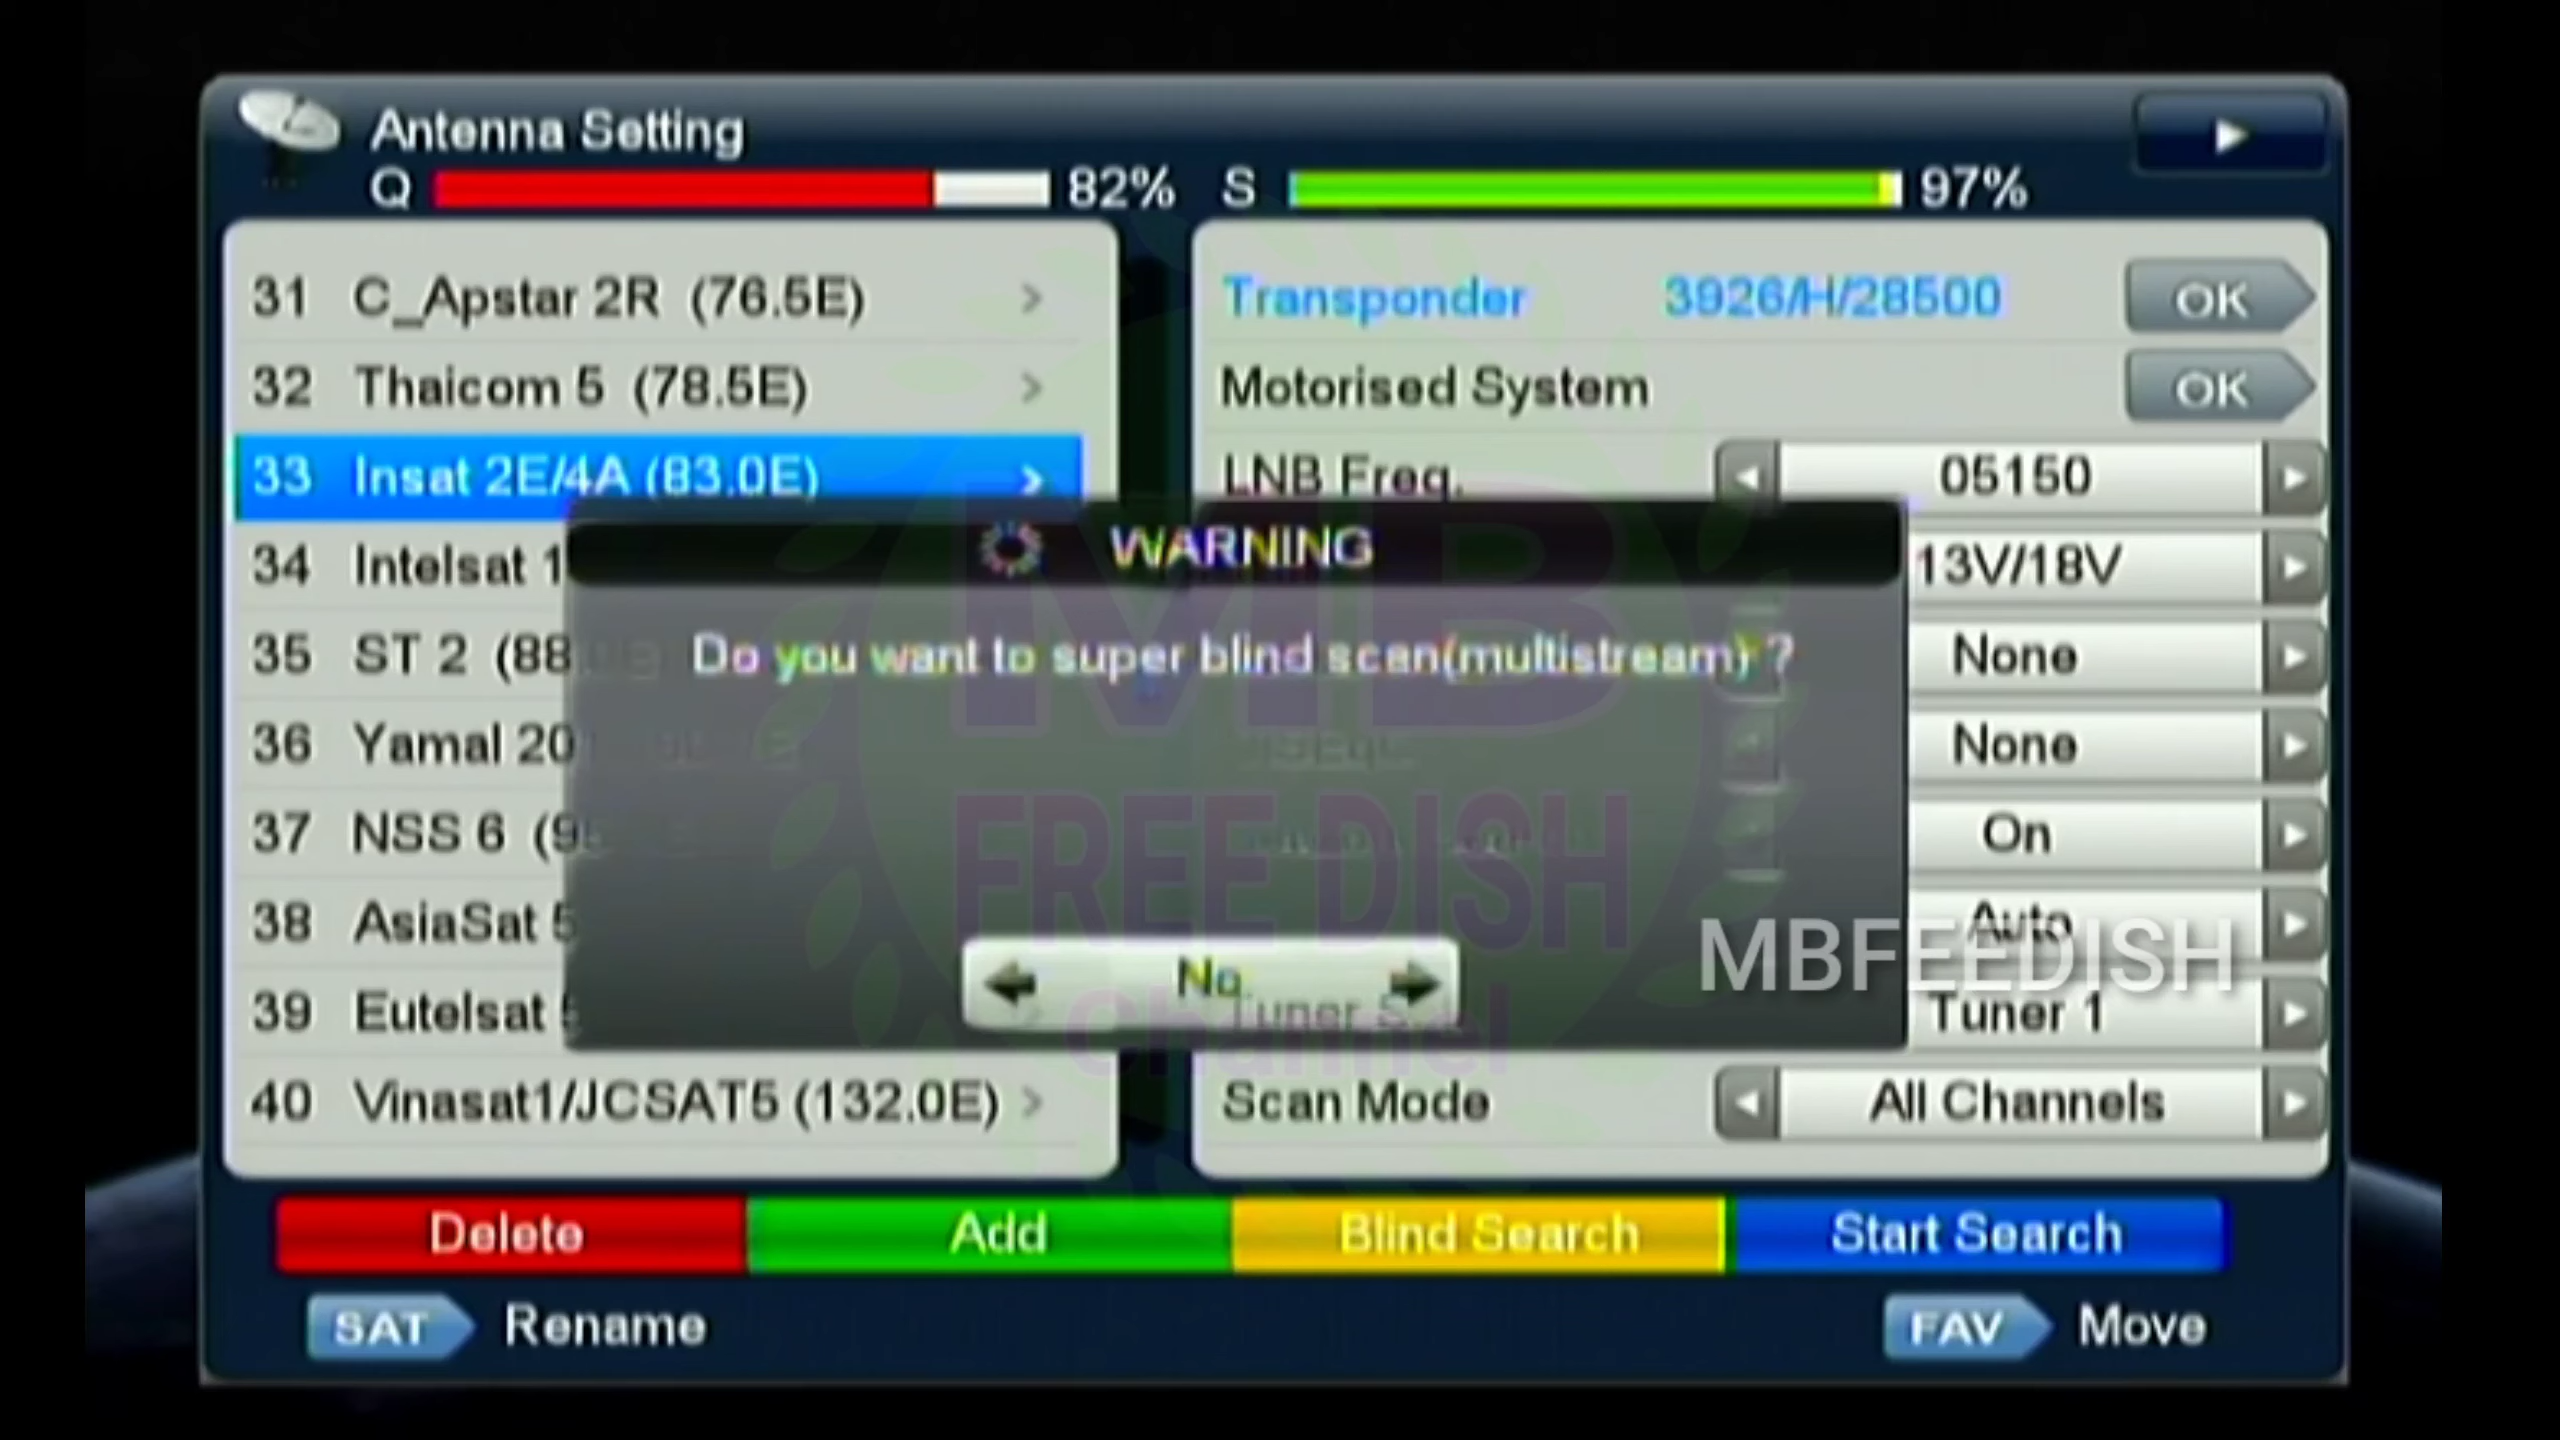 Antenna Setting
Q 82% S 97%
31 C_Apstar 2R (76.5E)
32 Thaicom 5 (78.5E)
33 Insat 2E/4A (83.0E)
34 Intelsat 1
35 ST 2 (88
36 Yamal 20
37 NSS 6 (9
38 AsiaSat 5
39 Eutelsat
40 Vinasat1/JCSAT5 (132.0E)
Transponder 3926/H/28500 OK
Motorised System OK
LNB Freq. 05150
13V/18V
None
None
On
Auto
Tuner 1
Scan Mode All Channels
WARNING
Do you want to super blind scan(multistream) ?
No
Tuner
MB
FREE DISH
Channel
MBFEEDISH
Delete Add Blind Search Start Search
SAT Rename FAV Move